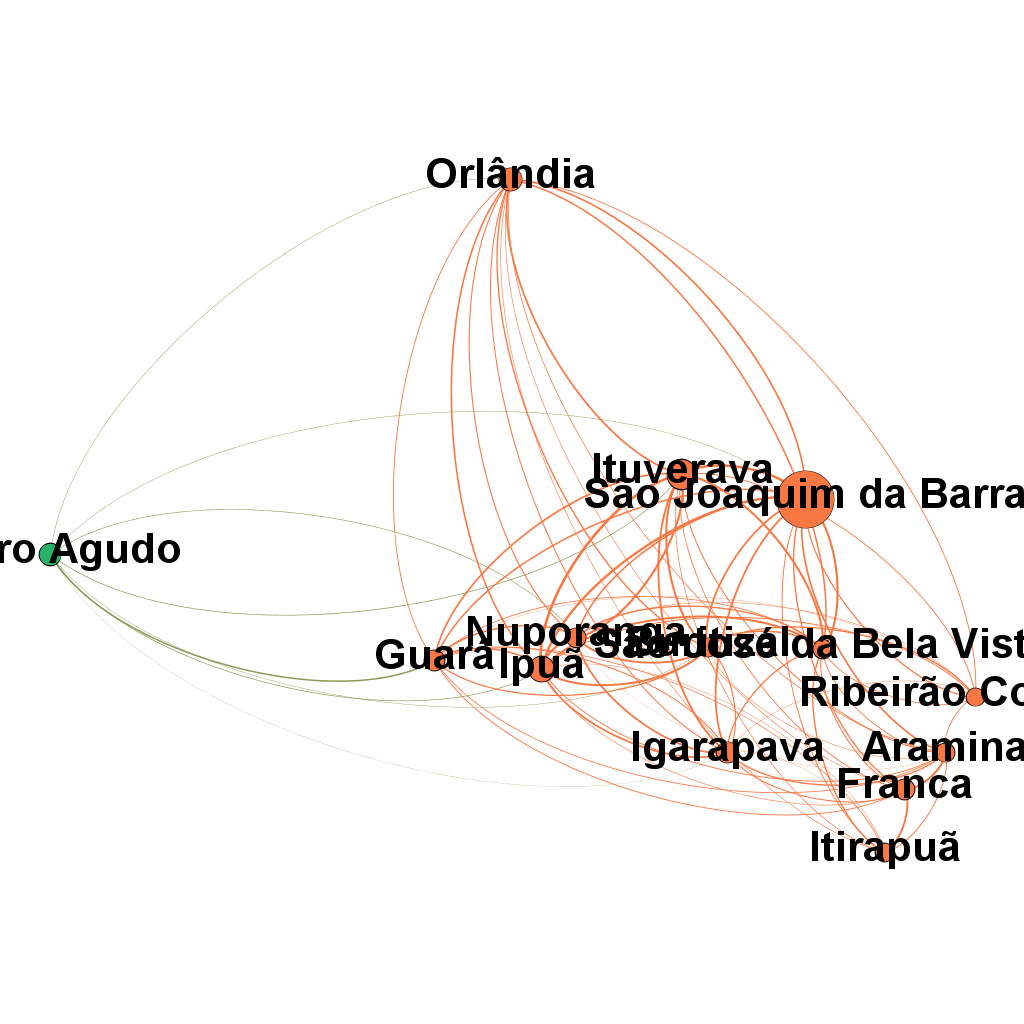 Orlândia
Ituverava
São Joaquim da Barra
ro Agudo
Nuporanga
São José da Bela Vist
Guará
Ipuã
Ribeirão Co
Igarapava
Aramina
Franca
Itirapuã